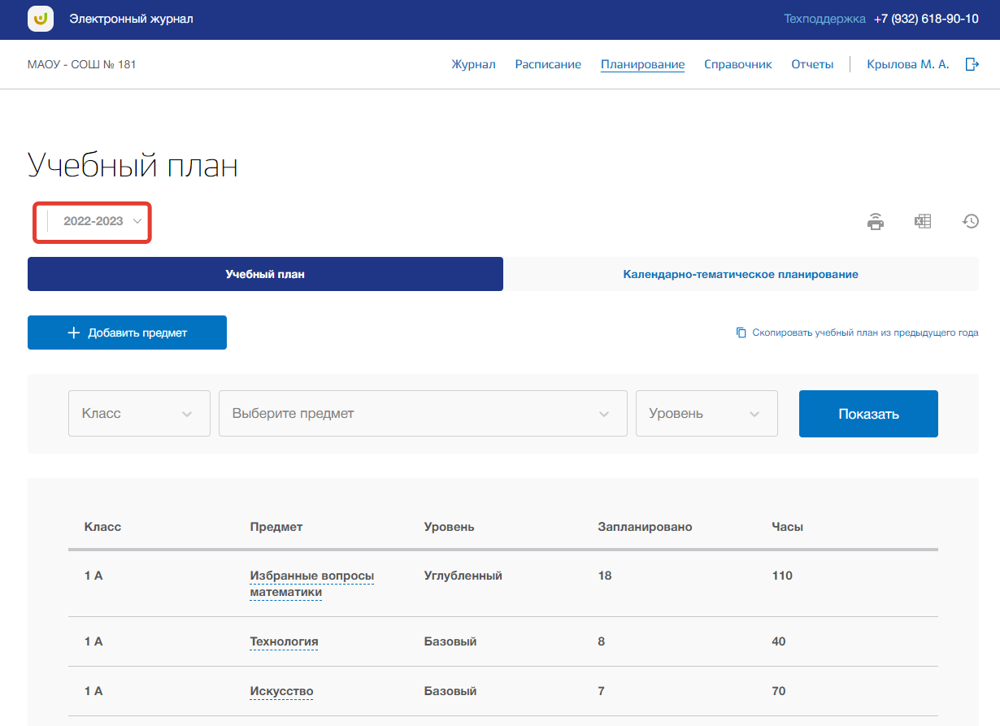 Электронный журнал
Техподдержка +7 (932) 618-90-10
МАОУ - СОШ № 181
Журнал Расписание Планирование Справочник Отчеты Крылова М. А.
Учебный план
2022-2023
Учебный план Календарно-тематическое планирование
Добавить предмет
Скопировать учебный план из предыдущего года
Класс Выберите предмет Уровень Показать
Класс Предмет Уровень Запланировано Часы
1 А Избранные вопросы Углубленный 18 110
математики
1 А Технология Базовый 8 40
1 А Искусство Базовый 7 70